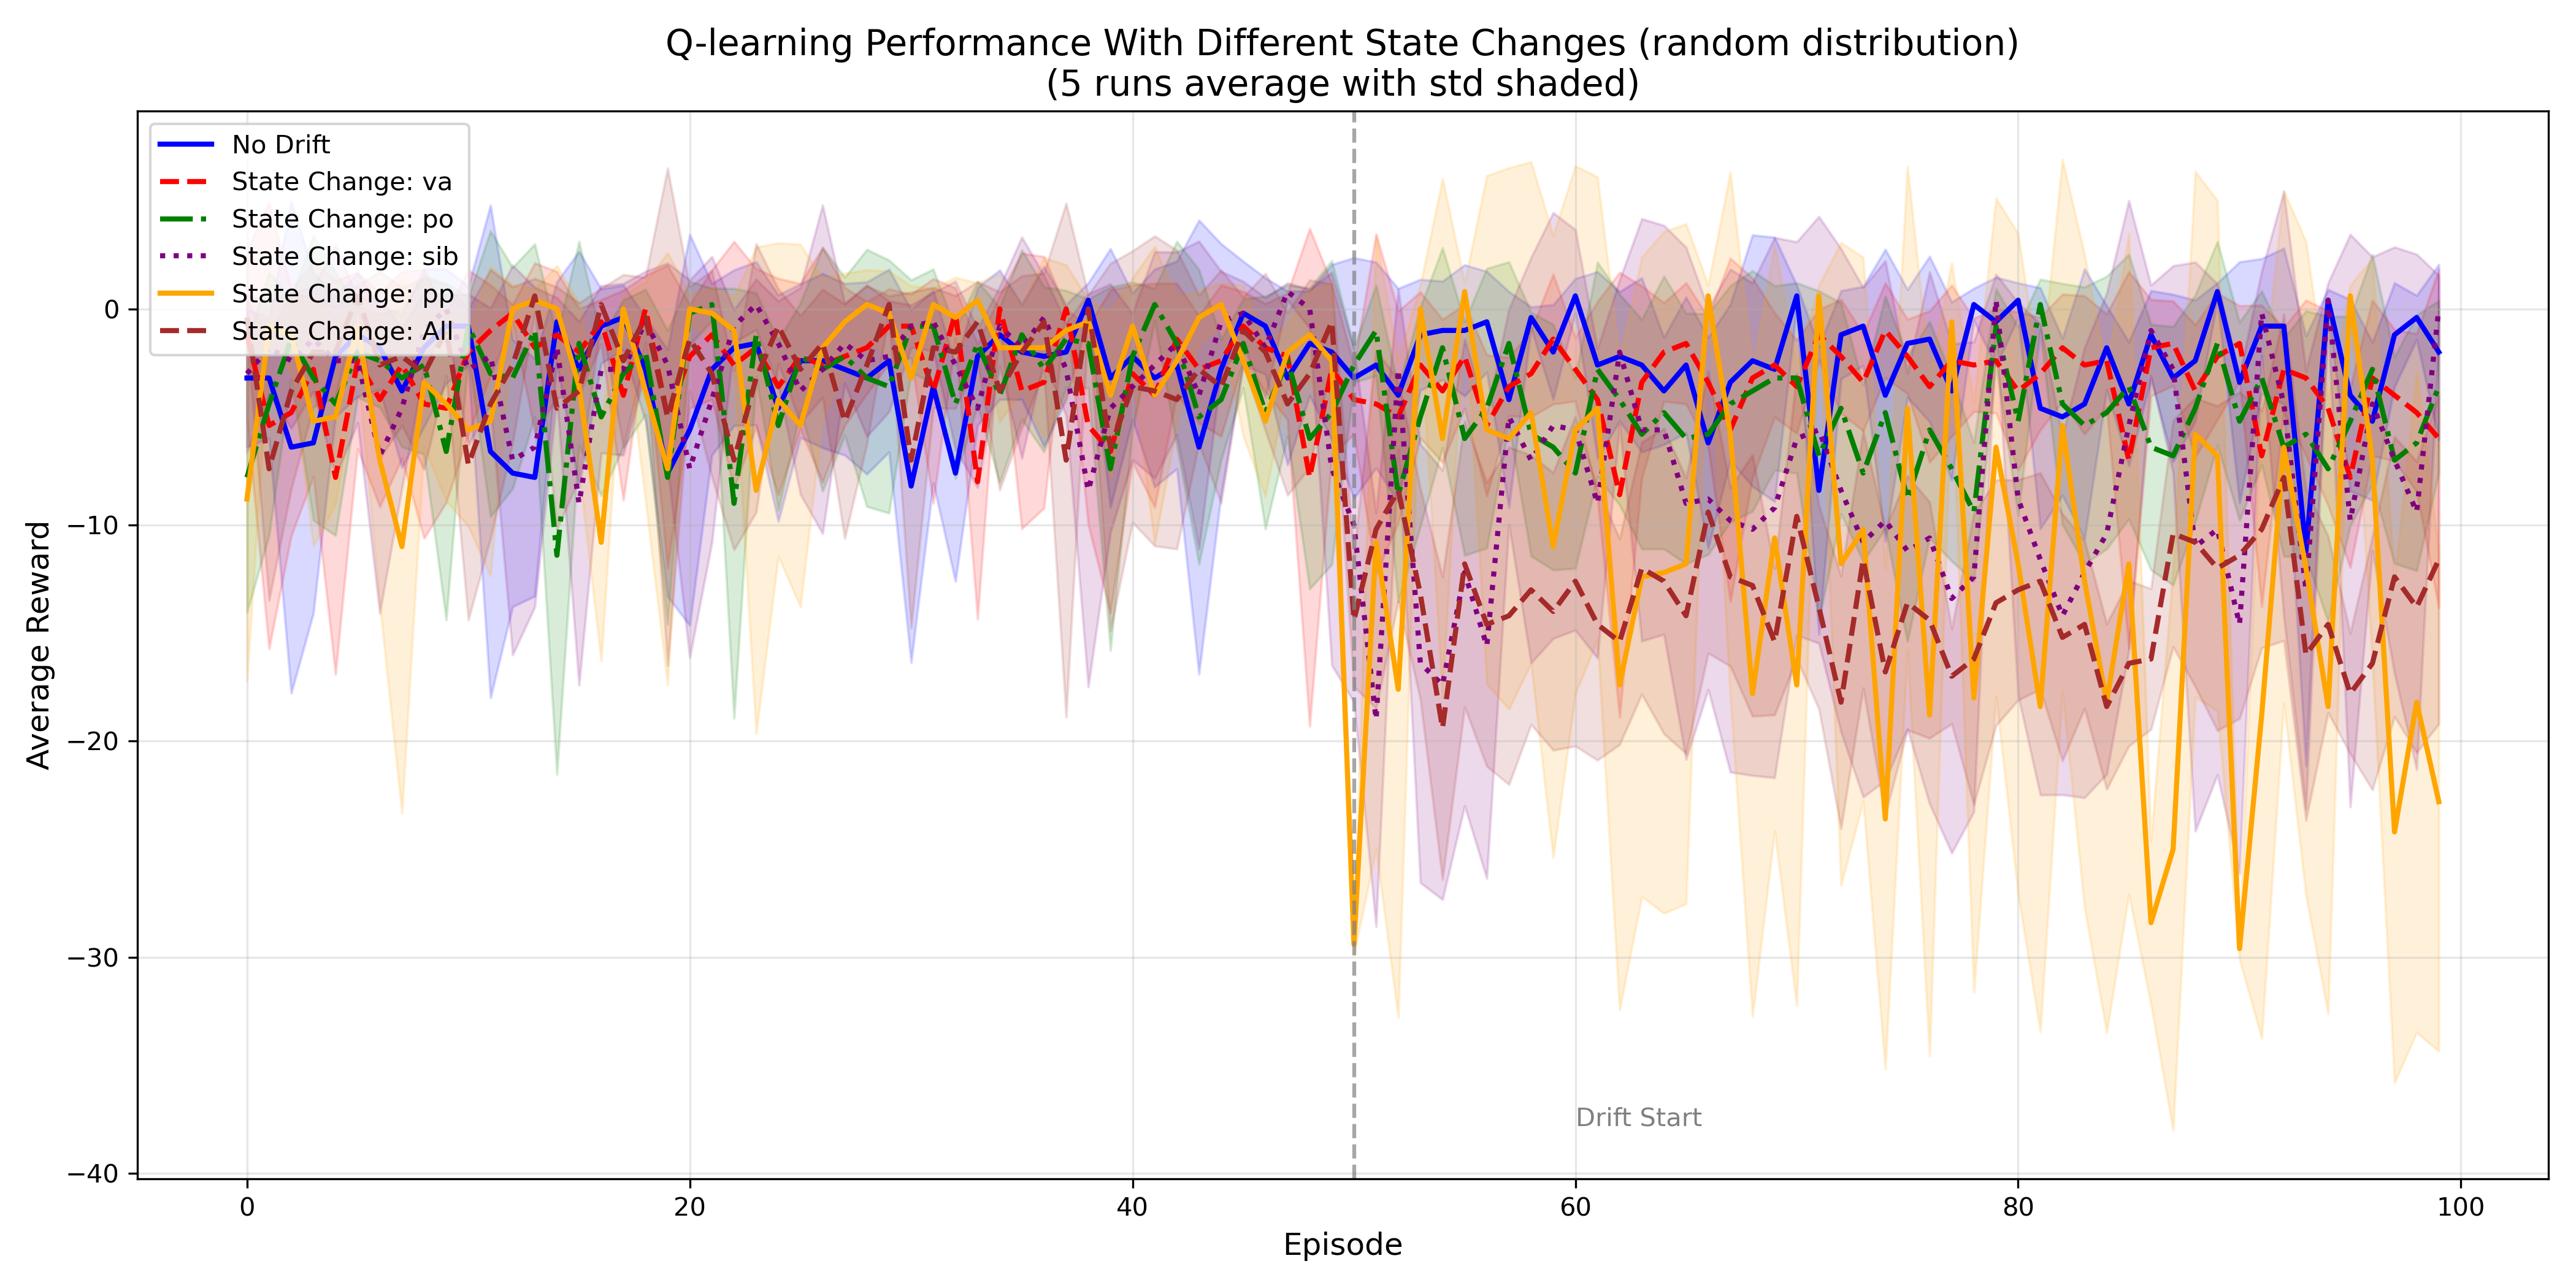 Q-learning Performance With Different State Changes (random distribution)
(5 runs average with std shaded)
No Drift
State Change: va
State Change: po
State Change: sib
State Change: pp
State Change: All
Average Reward
0
−10
−20
−30
−40
Drift Start
0
20
40
60
80
100
Episode